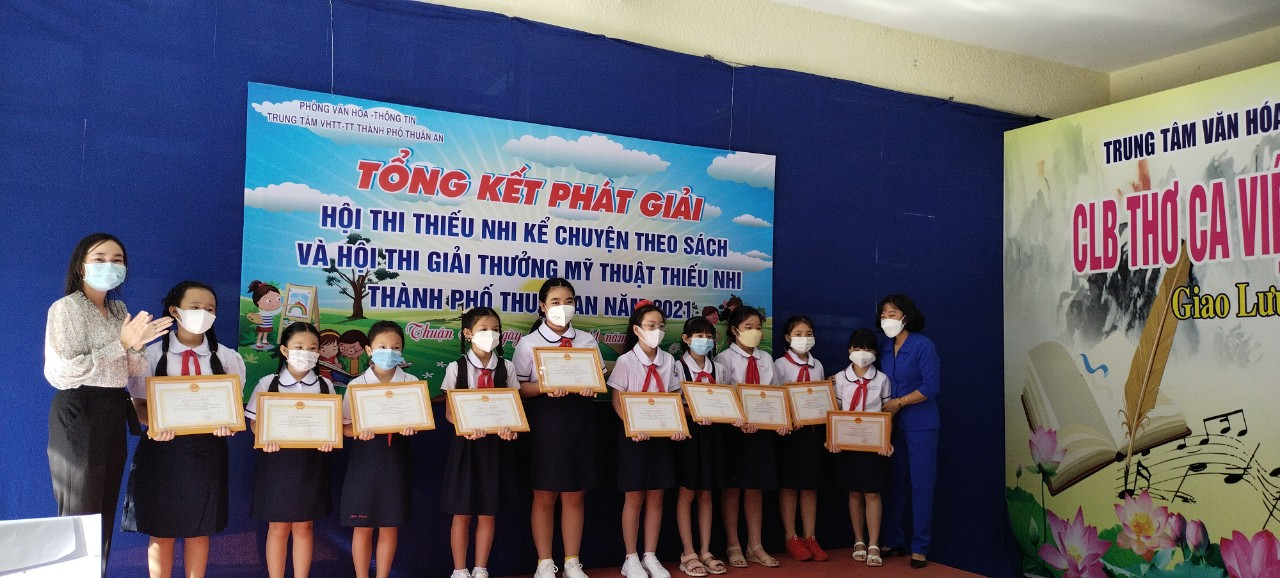 PHÒNG VĂN HÓA -THÔNG TIN
TRUNG TÂM VHTT-TT THÀNH PHỐ THUẬN AN
TỔNG KẾT PHÁT GIẢI
HỘI THI THIẾU NHI KỂ CHUYỆN THEO SÁCH
VÀ HỘI THI GIẢI THƯỞNG MỸ THUẬT THIẾU NHI
THÀNH PHỐ THUẬN AN NĂM 2021
Thuận
TRUNG TÂM VĂN HÓA
CLB THƠ CA VIỆ
Giao Lưu